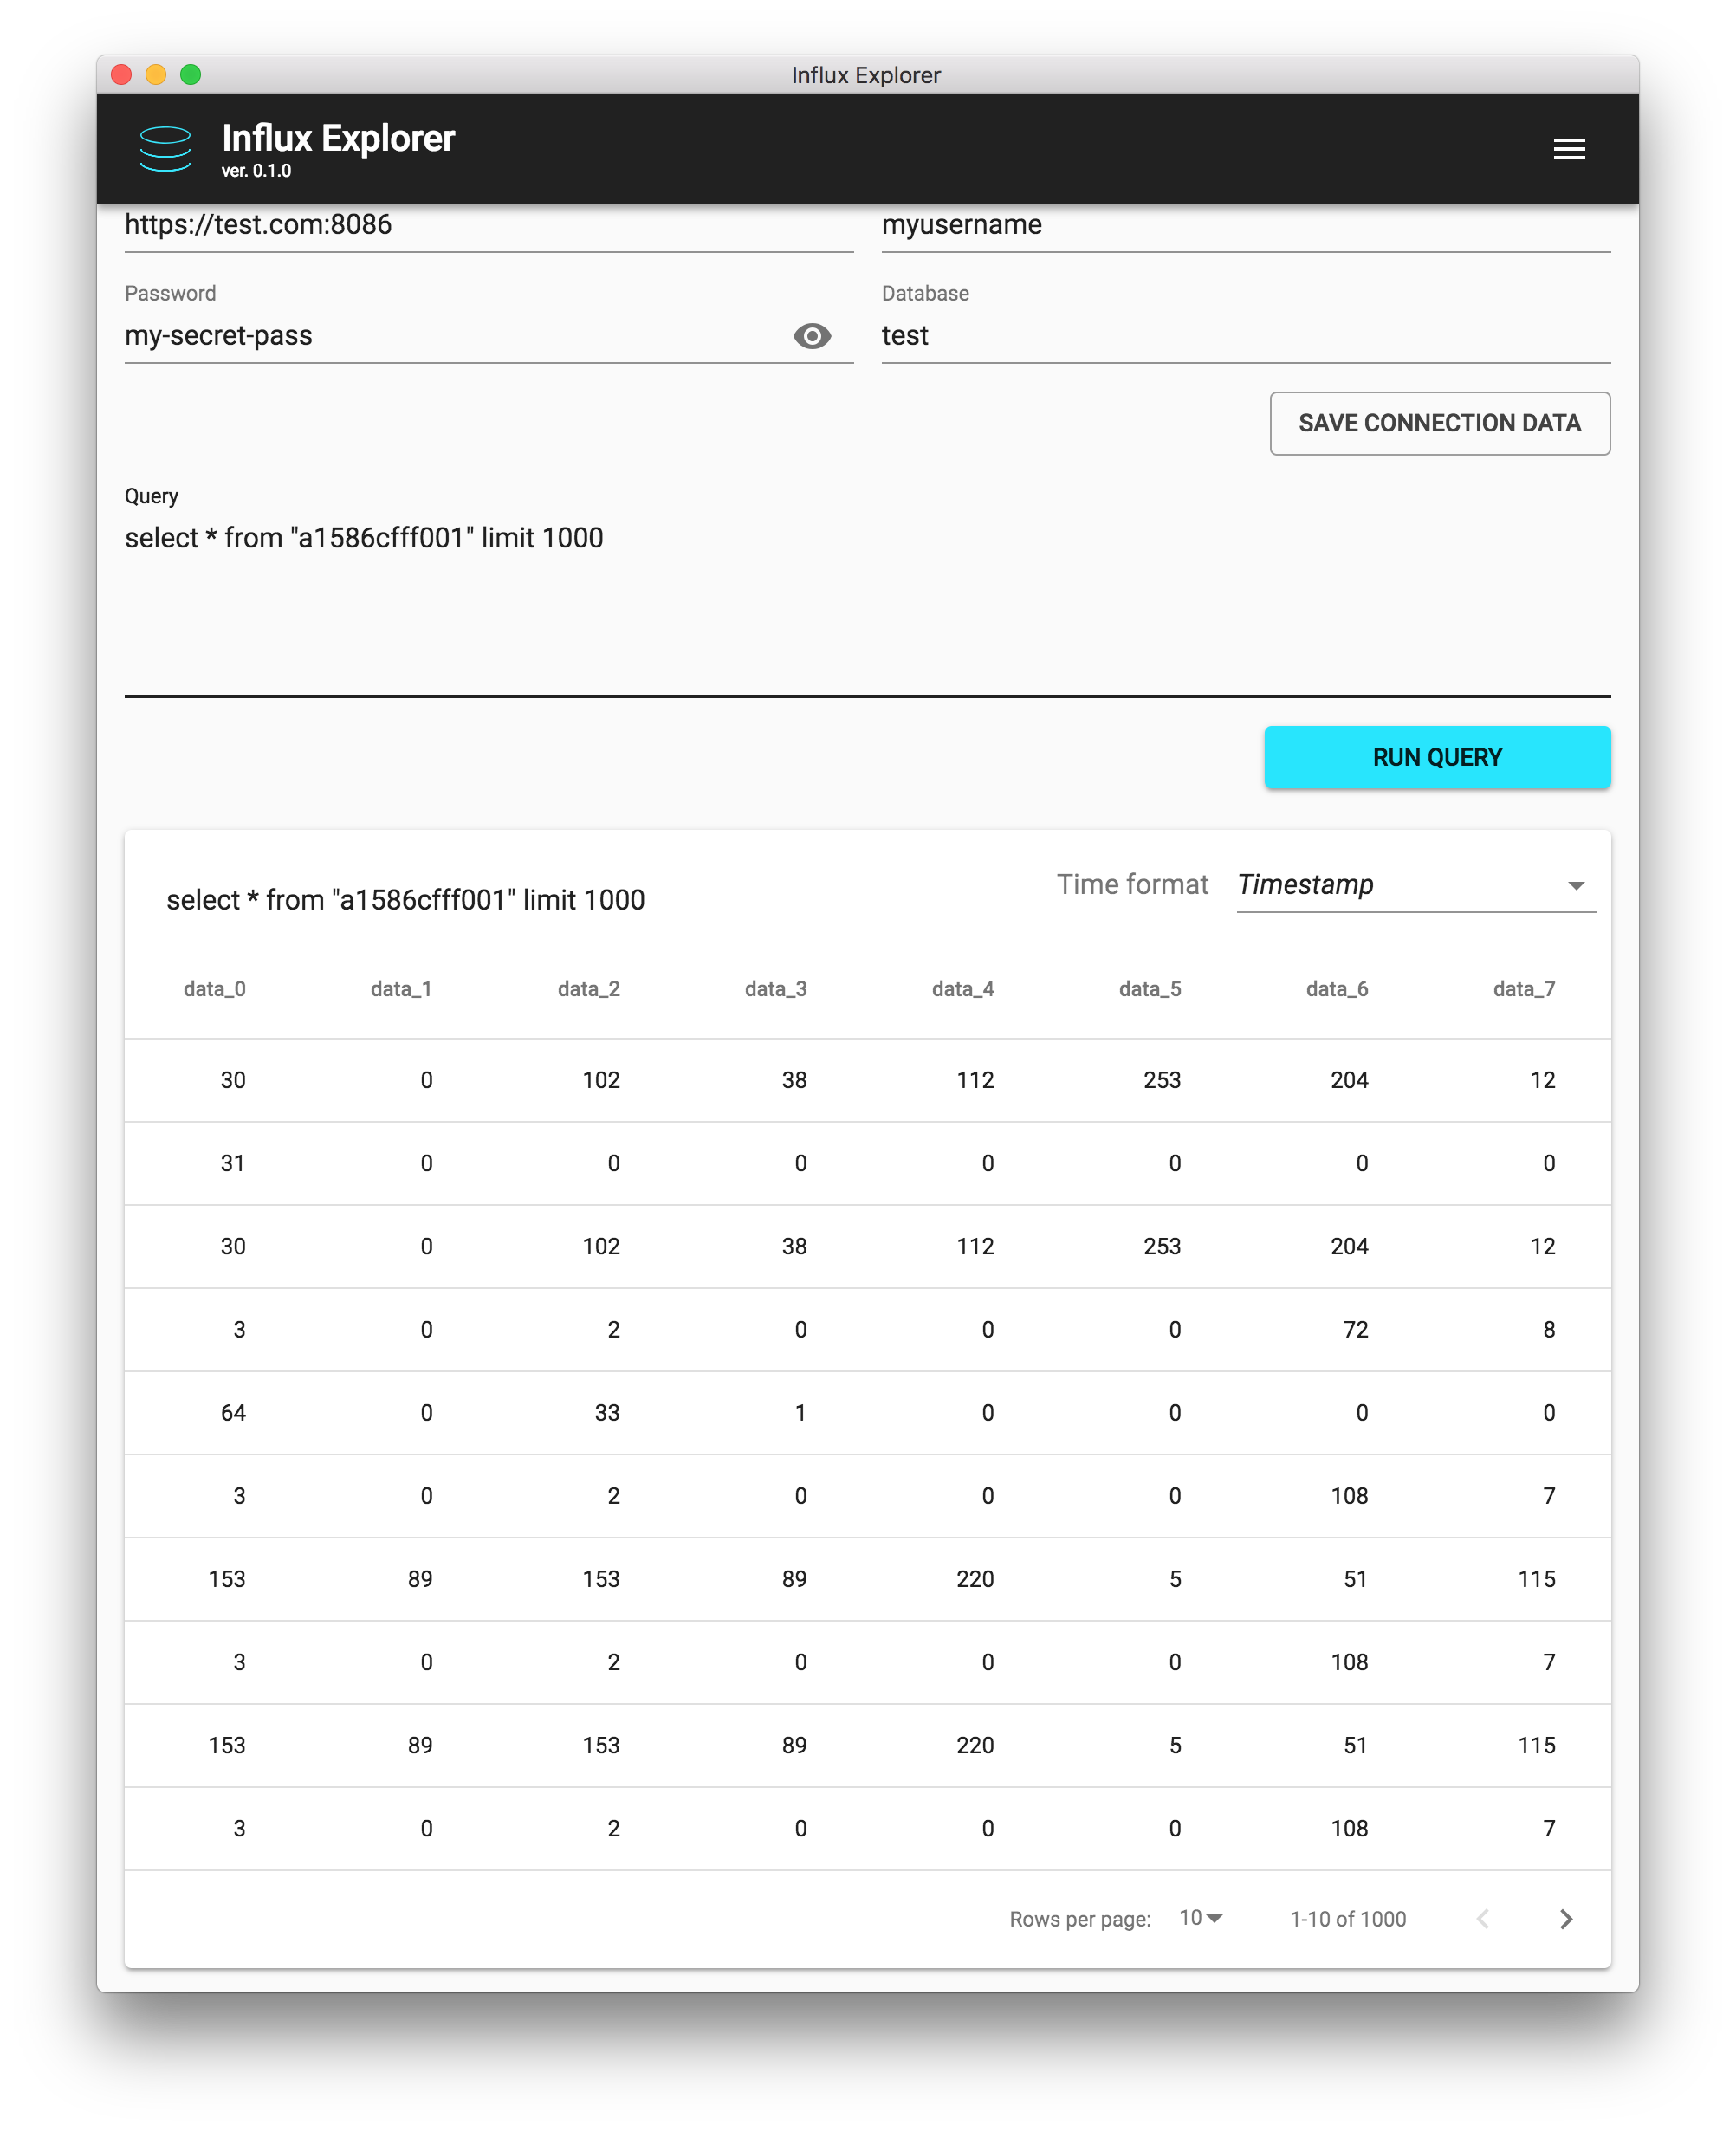 Influx Explorer
Influx Explorer
ver. 0.1.0
https://test.com:8086 myusername
Password Database
my-secret-pass test
SAVE CONNECTION DATA
Query
select * from "a1586cfff001" limit 1000
RUN QUERY
select * from "a1586cfff001" limit 1000 Time format Timestamp
data_0 data_1 data_2 data_3 data_4 data_5 data_6 data_7
30 0 102 38 112 253 204 12
31 0 0 0 0 0 0 0
30 0 102 38 112 253 204 12
3 0 2 0 0 0 72 8
64 0 33 1 0 0 0 0
3 0 2 0 0 0 108 7
153 89 153 89 220 5 51 115
3 0 2 0 0 0 108 7
153 89 153 89 220 5 51 115
3 0 2 0 0 0 108 7
Rows per page: 10 1-10 of 1000